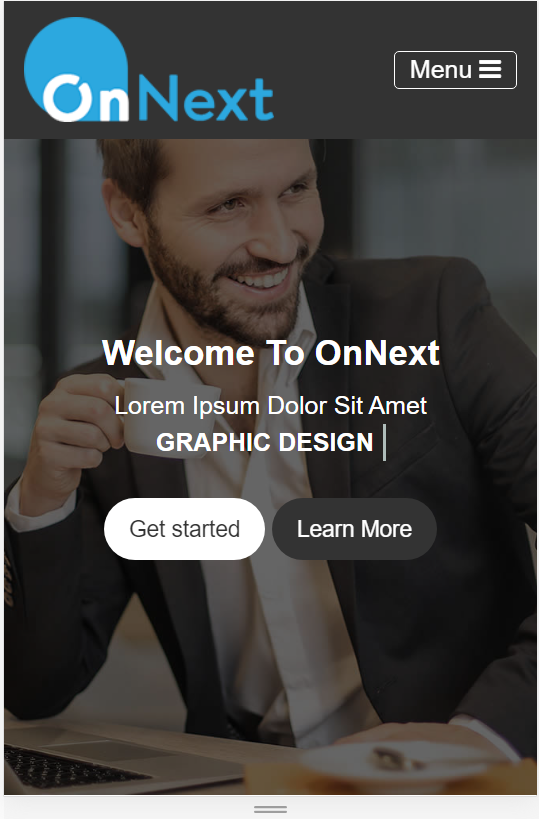 OnNext
Menu
Welcome To OnNext
Lorem Ipsum Dolor Sit Amet
GRAPHIC DESIGN
Get started
Learn More